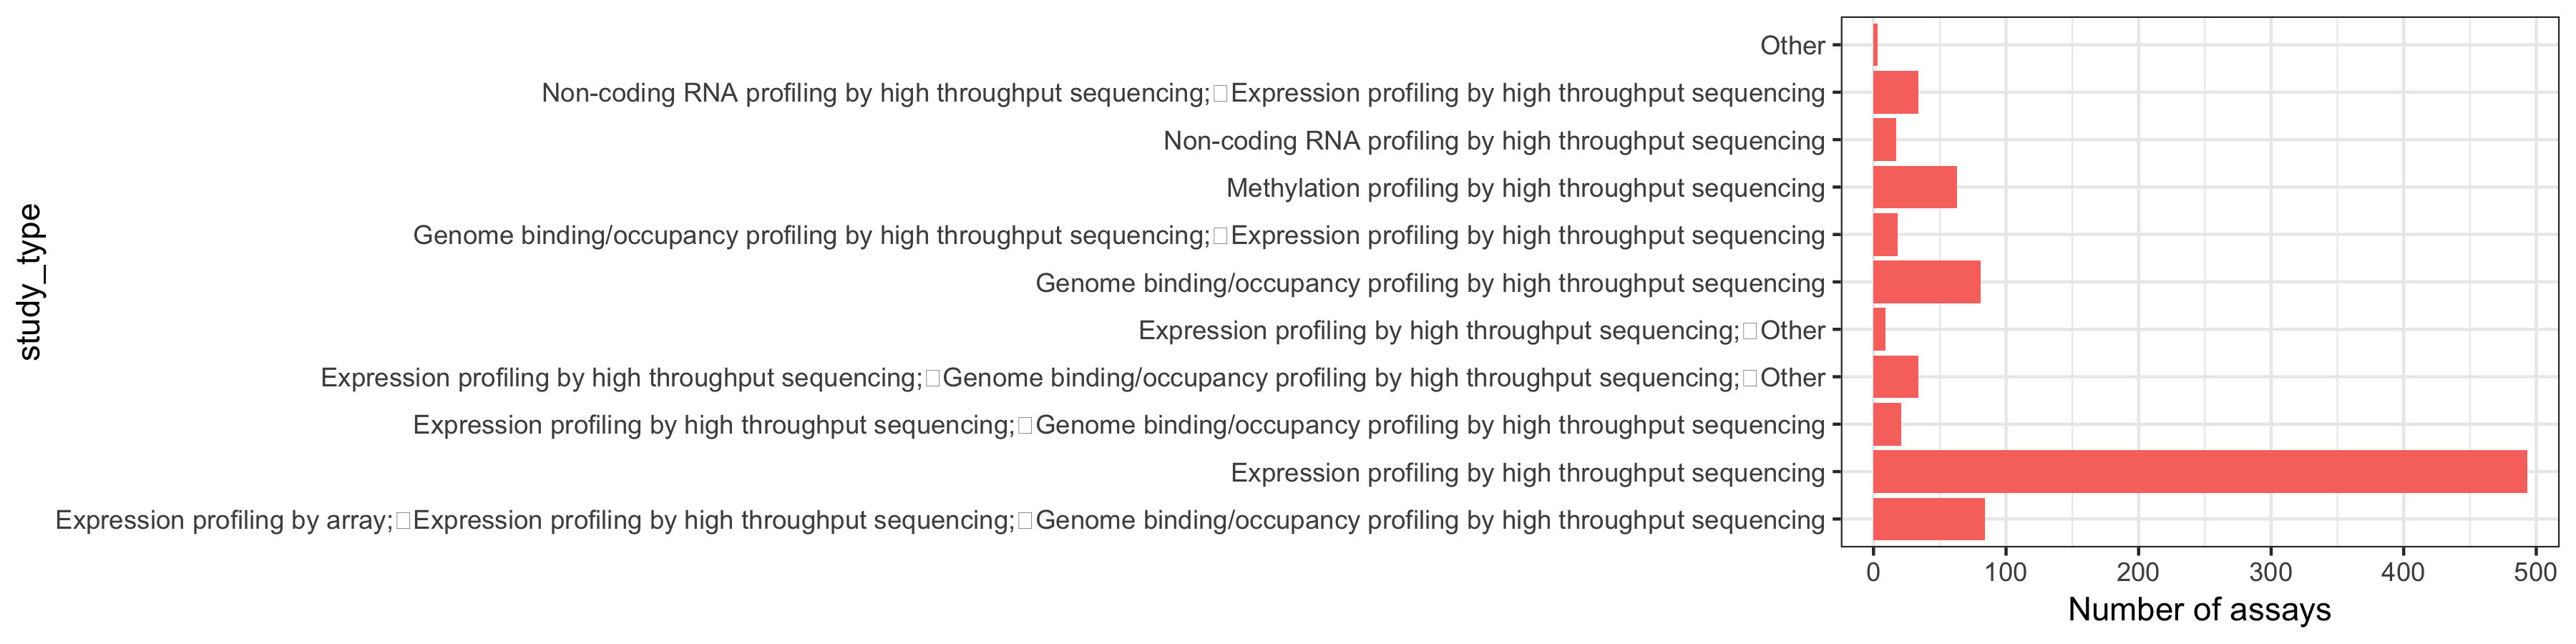 Other
Non-coding RNA profiling by high throughput sequencing;□Expression profiling by high throughput sequencing
Non-coding RNA profiling by high throughput sequencing
Methylation profiling by high throughput sequencing
Genome binding/occupancy profiling by high throughput sequencing;□Expression profiling by high throughput sequencing
Genome binding/occupancy profiling by high throughput sequencing
Expression profiling by high throughput sequencing;□Other
Expression profiling by high throughput sequencing;□Genome binding/occupancy profiling by high throughput sequencing;□Other
Expression profiling by high throughput sequencing;□Genome binding/occupancy profiling by high throughput sequencing
Expression profiling by high throughput sequencing
Expression profiling by array;□Expression profiling by high throughput sequencing;□Genome binding/occupancy profiling by high throughput sequencing
study_type
0 100 200 300 400 500
Number of assays